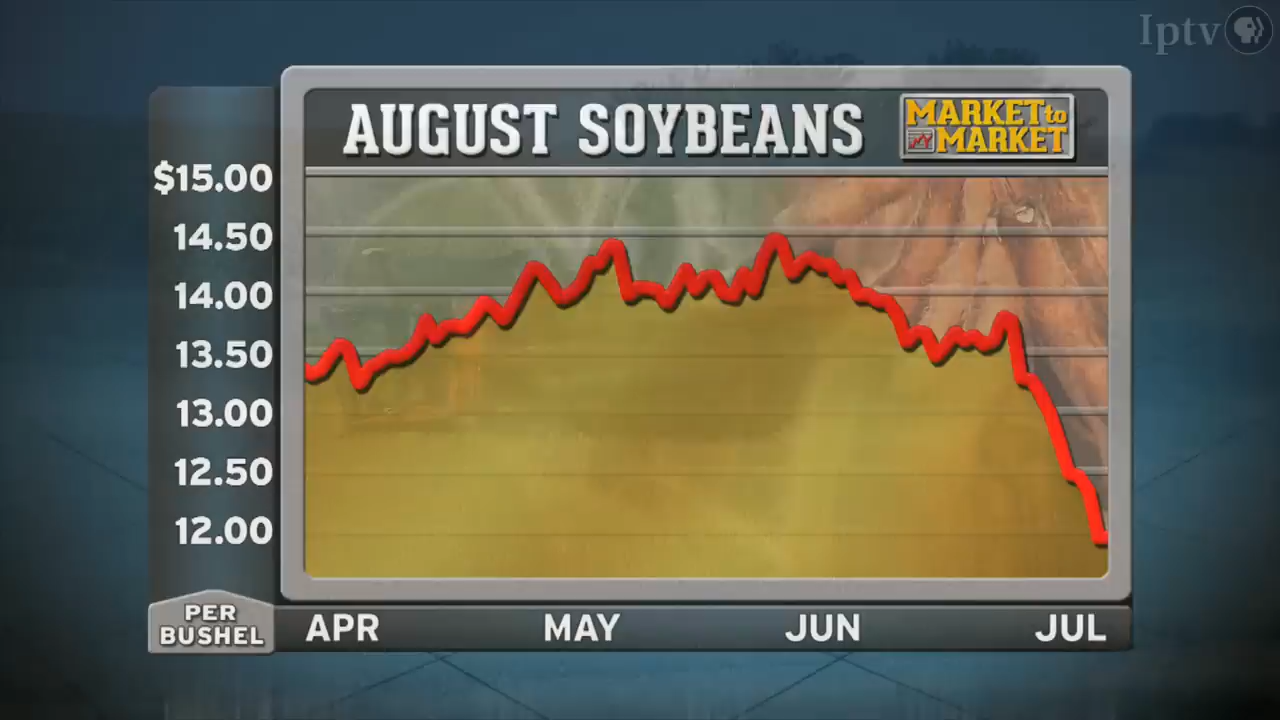 Iptv
AUGUST SOYBEANS
MARKET to
MARKET
$15.00
14.50
14.00
13.50
13.00
12.50
12.00
PER
BUSHEL
APR MAY JUN JUL